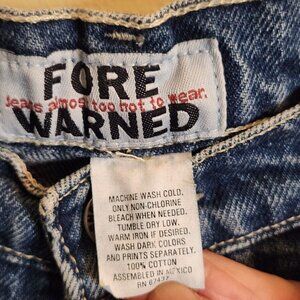 FORE
jeans almost too hot to wear.
WARNED
MACHINE WASH COLD.
ONLY NON-CHLORINE
BLEACH WHEN NEEDED.
TUMBLE DRY LOW.
WARM IRON IF DESIRED.
WASH DARK COLORS
AND PRINTS SEPARATELY.
100% COTTON
ASSEMBLED IN MEXICO
RN 67437